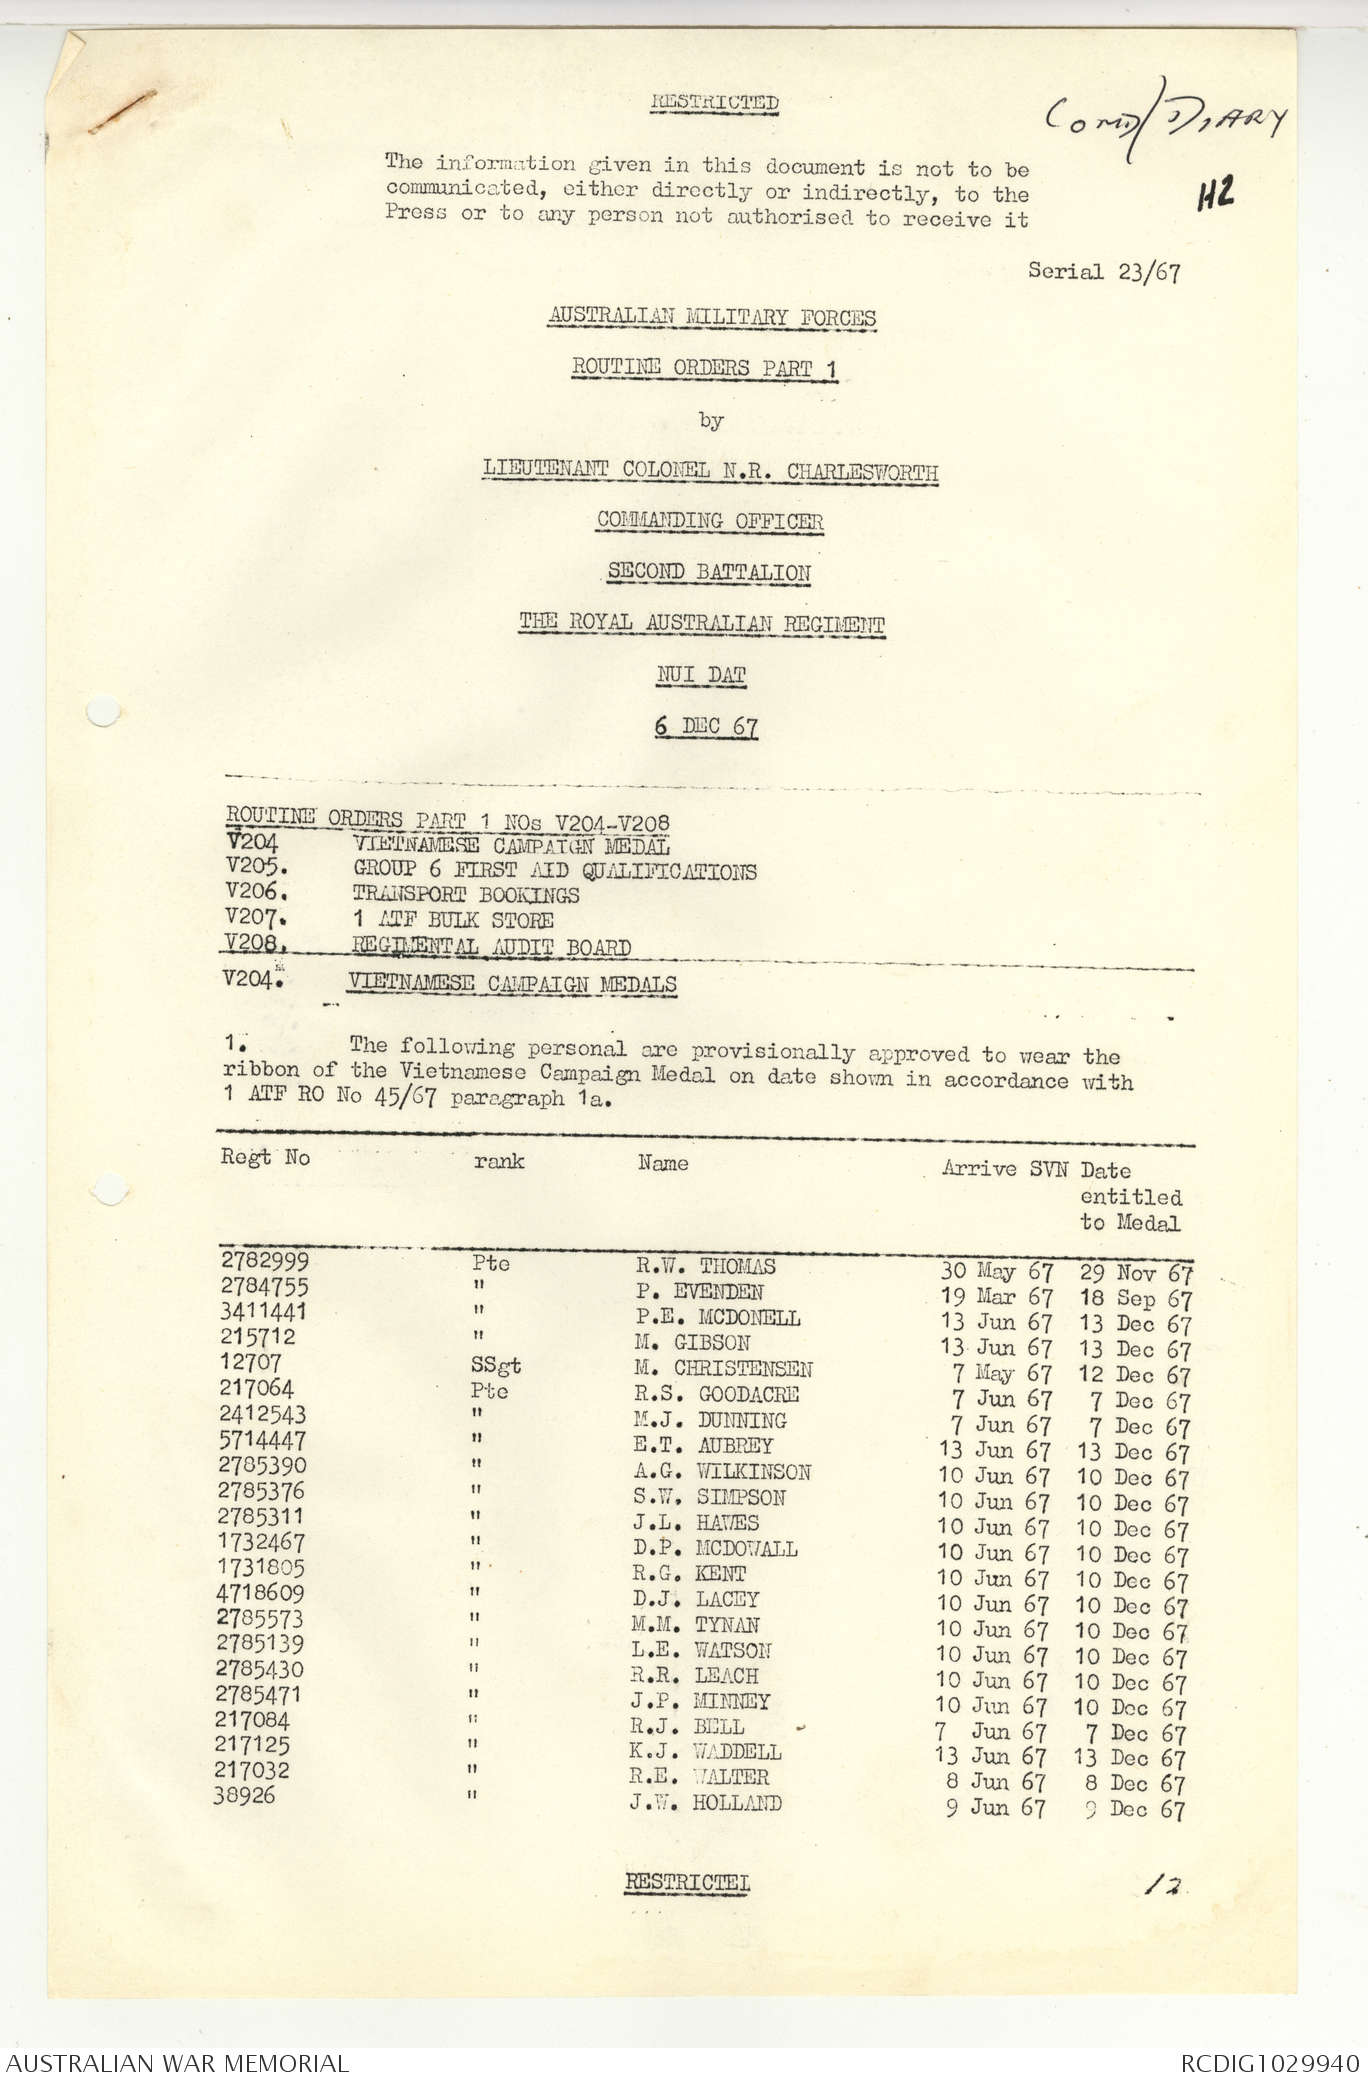 RESTRICTED
Comd/Diary
The information given in this document is not to be
communicated, either directly or indirectly, to the
Press or to any person not authorised to receive it
H2
Serial 23/67
AUSTRALIAN MILITARY FORCES
ROUTINE ORDERS PART 1
by
LIEUTENANT COLONEL N.R. CHARLESWORTH
COMMANDING OFFICER
SECOND BATTALION
THE ROYAL AUSTRALIAN REGIMENT
NUI DAT
6 DEC 67
ROUTINE ORDERS PART 1 NOs V204-V208
V204 VIETNAMESE CAMPAIGN MEDAL
V205. GROUP 6 FIRST AID QUALIFICATIONS
V206. TRANSPORT BOOKINGS
V207. 1 ATF BULK STORE
V208. REGIMENTAL AUDIT BOARD
V204. VIETNAMESE CAMPAIGN MEDALS
1. The following personal are provisionally approved to wear the
ribbon of the Vietnamese Campaign Medal on date shown in accordance with
1 ATF RO No 45/67 paragraph 1a.
Regt No rank Name Arrive SVN Date
entitled
to Medal
2782999 Pte R.W. THOMAS 30 May 67 29 Nov 67
2784755 " P. EVENDEN 19 Mar 67 18 Sep 67
3411441 " P.E. MCDONELL 13 Jun 67 13 Dec 67
215712 " M. GIBSON 13 Jun 67 13 Dec 67
12707 SSgt M. CHRISTENSEN 7 May 67 12 Dec 67
217064 Pte R.S. GOODACRE 7 Jun 67 7 Dec 67
2412543 " M.J. DUNNING 7 Jun 67 7 Dec 67
5714447 " E.T. AUBREY 13 Jun 67 13 Dec 67
2785390 " A.G. WILKINSON 10 Jun 67 10 Dec 67
2785376 " S.W. SIMPSON 10 Jun 67 10 Dec 67
2785311 " J.L. HAWES 10 Jun 67 10 Dec 67
1732467 " D.P. MCDOWALL 10 Jun 67 10 Dec 67
1731805 " R.G. KENT 10 Jun 67 10 Dec 67
4718609 " D.J. LACEY 10 Jun 67 10 Dec 67
2785573 " M.M. TYNAN 10 Jun 67 10 Dec 67
2785139 " L.E. WATSON 10 Jun 67 10 Dec 67
2785430 " R.R. LEACH 10 Jun 67 10 Dec 67
2785471 " J.P. MINNEY 10 Jun 67 10 Dec 67
217084 " R.J. BELL 7 Jun 67 7 Dec 67
217125 " K.J. WADDELL 13 Jun 67 13 Dec 67
217032 " R.E. WALTER 8 Jun 67 8 Dec 67
38926 " J.W. HOLLAND 9 Jun 67 9 Dec 67
RESTRICTEL
12
AUSTRALIAN WAR MEMORIAL RCDIG1029940